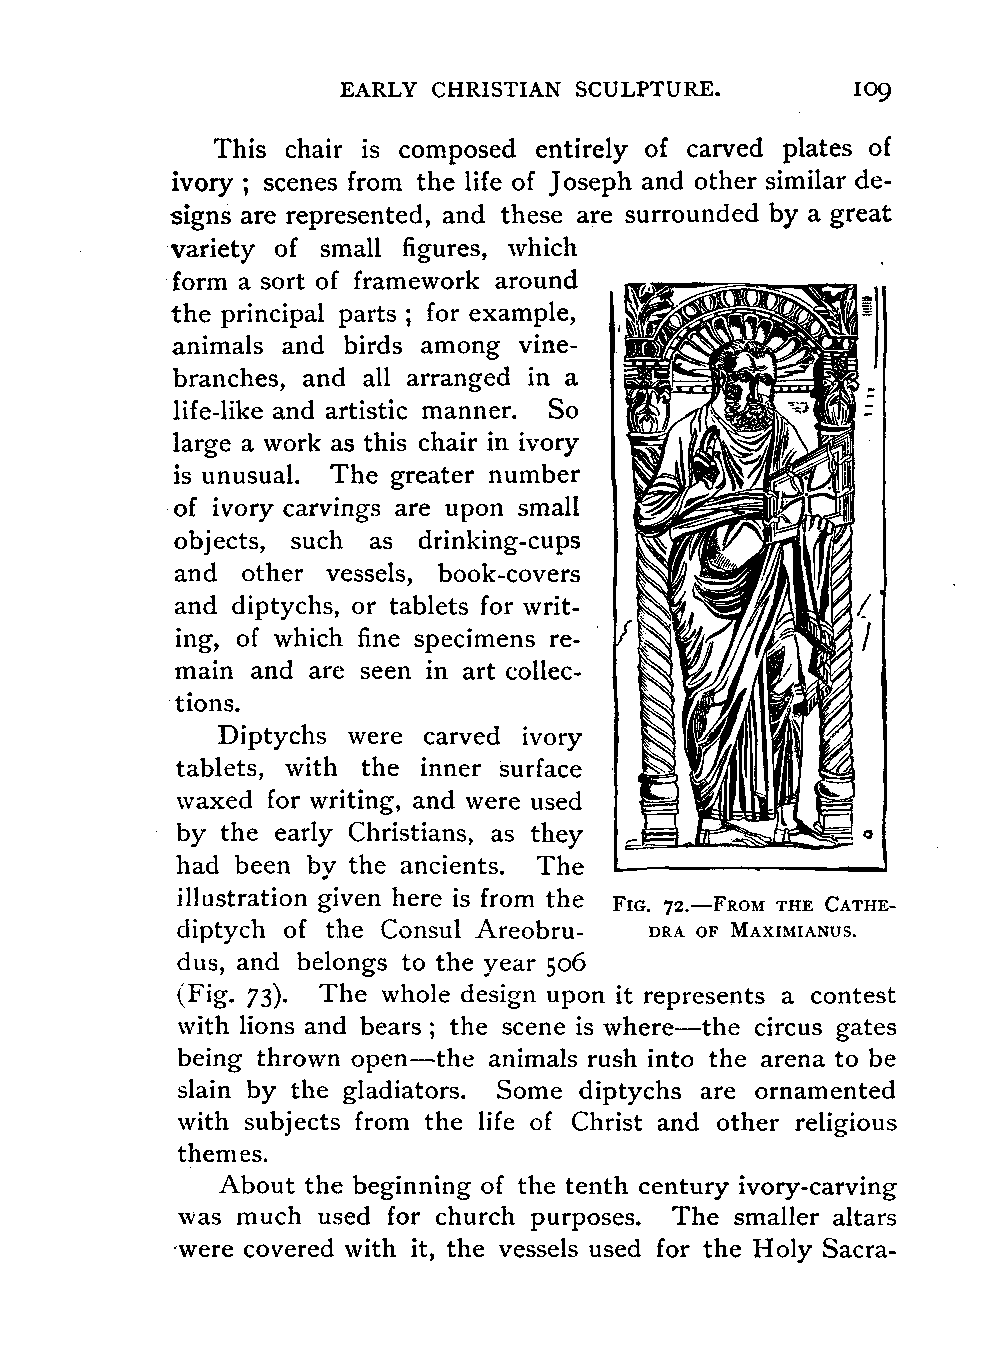 EARLY CHRISTIAN SCULPTURE. 109
This chair is composed entirely of carved plates of
ivory ; scenes from the life of Joseph and other similar de-
signs are represented, and these are surrounded by a great
variety of small figures, which
form a sort of framework around
the principal parts ; for example,
animals and birds among vine-
branches, and all arranged in a
life-like and artistic manner. So
large a work as this chair in ivory
is unusual. The greater number
of ivory carvings are upon small
objects, such as drinking-cups
and other vessels, book-covers
and diptychs, or tablets for writ-
ing, of which fine specimens re-
main and are seen in art collec-
tions.
Diptychs were carved ivory
tablets, with the inner surface
waxed for writing, and were used
by the early Christians, as they
had been by the ancients. The
illustration given here is from the
diptych of the Consul Areobru-
dus, and belongs to the year 506
FIG. 72.—FROM THE CATHE-
DRA OF MAXIMIANUS.
(Fig. 73). The whole design upon it represents a contest
with lions and bears ; the scene is where—the circus gates
being thrown open—the animals rush into the arena to be
slain by the gladiators. Some diptychs are ornamented
with subjects from the life of Christ and other religious
themes.
About the beginning of the tenth century ivory-carving
was much used for church purposes. The smaller altars
were covered with it, the vessels used for the Holy Sacra-